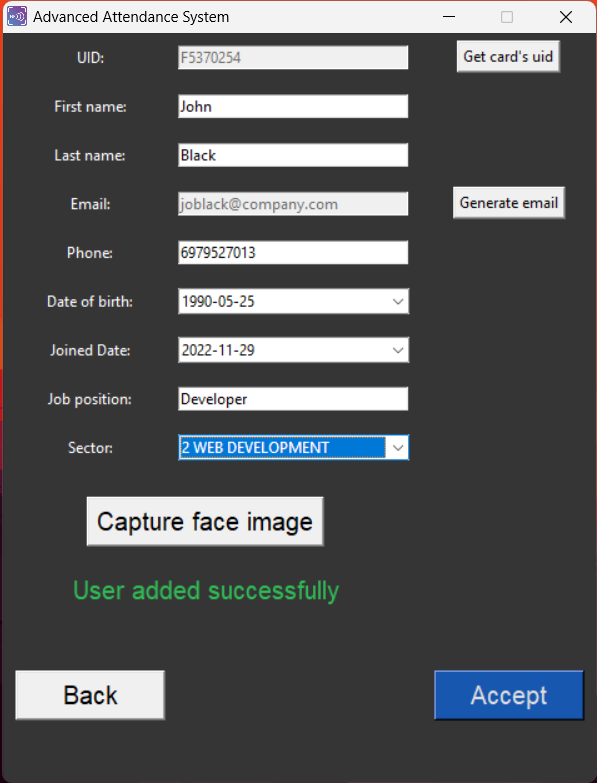 Advanced Attendance System
UID: F5370254 Get card's uid
First name: John
Last name: Black
Email: joblack@company.com Generate email
Phone: 6979527013
Date of birth: 1990-05-25
Joined Date: 2022-11-29
Job position: Developer
Sector: 2 WEB DEVELOPMENT
Capture face image
User added successfully
Back Accept